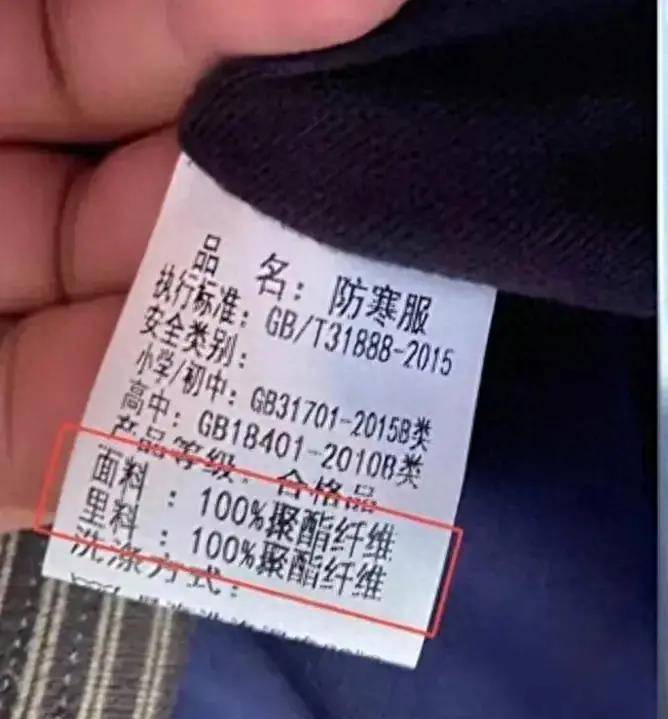 品 名：防寒服
执行标准：GB/T31888-2015
安全类别：
小学/初中：GB31701-2015B类
高中：GB18401-2010B类
产品等级：合格品
面料：100%聚酯纤维
里料：100%聚酯纤维
洗涤方式：